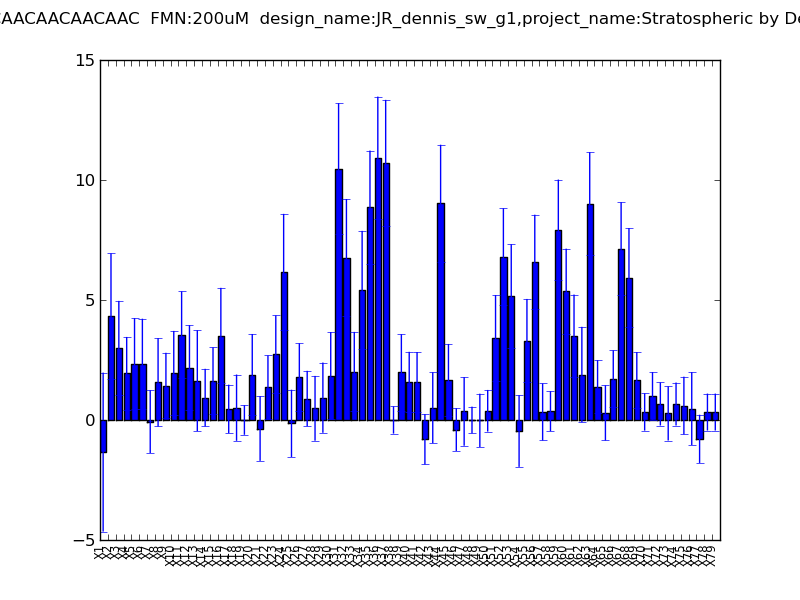 CAACAACAACAAC  FMN:200uM  design_name:JR_dennis_sw_g1,project_name:Stratospheric by De
15
10
5
0
−5
X1 X2 X3 X4 X5 X6 X7 X8 X9 X10 X11 X12 X13 X14 X15 X16 X17 X18 X19 X20 X21 X22 X23 X24 X25 X26 X27 X28 X29 X30 X31 X32 X33 X34 X35 X36 X37 X38 X39 X40 X41 X42 X43 X44 X45 X46 X47 X48 X49 X50 X51 X52 X53 X54 X55 X56 X57 X58 X59 X60 X61 X62 X63 X64 X65 X66 X67 X68 X69 X70 X71 X72 X73 X74 X75 X76 X77 X78 X79